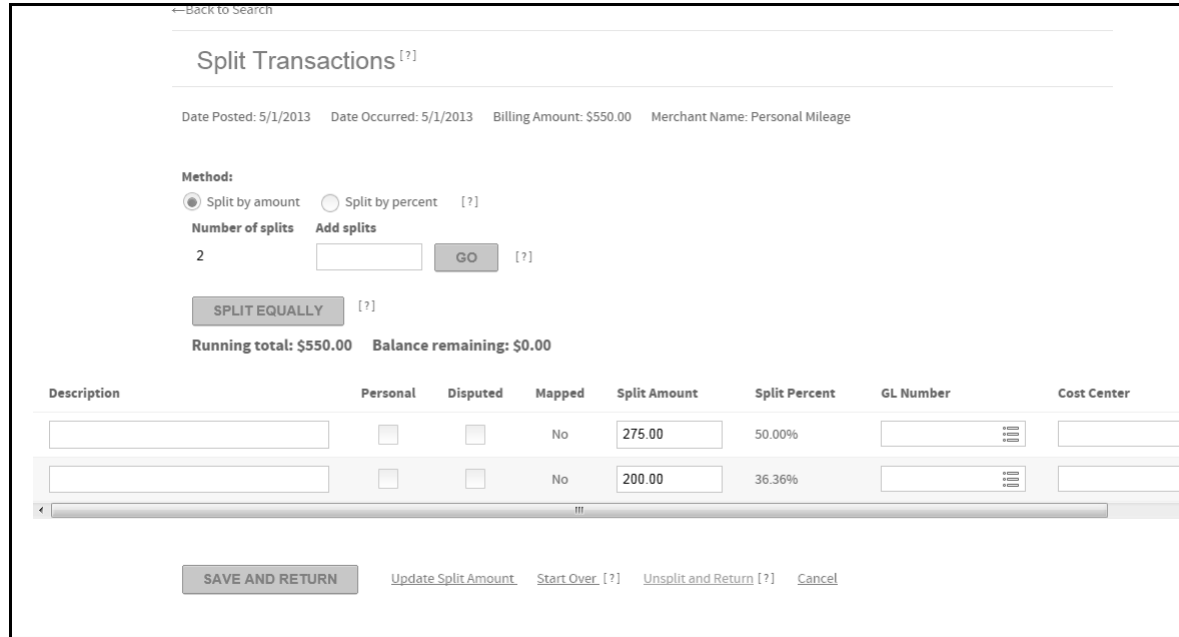 ←Back to Search
Split Transactions [?]
Date Posted: 5/1/2013 Date Occurred: 5/1/2013 Billing Amount: $550.00 Merchant Name: Personal Mileage
Method:
Split by amount Split by percent [?]
Number of splits Add splits
2 GO [?]
SPLIT EQUALLY [?]
Running total: $550.00 Balance remaining: $0.00
Description Personal Disputed Mapped Split Amount Split Percent GL Number Cost Center
No 275.00 50.00%
No 200.00 36.36%
SAVE AND RETURN Update Split Amount Start Over [?] Unsplit and Return [?] Cancel